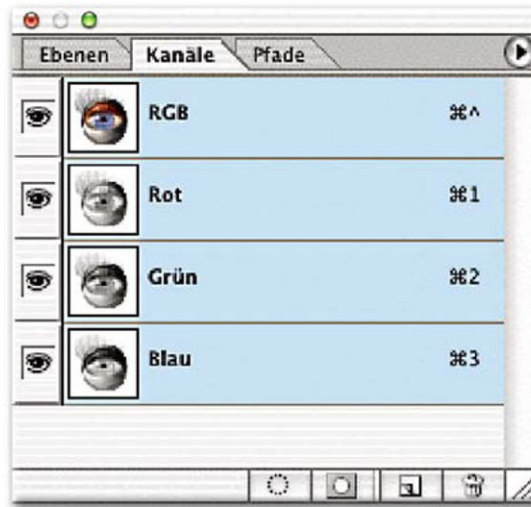 Ebenen Kanäle Pfade
RGB ⌘^
Rot ⌘1
Grün ⌘2
Blau ⌘3